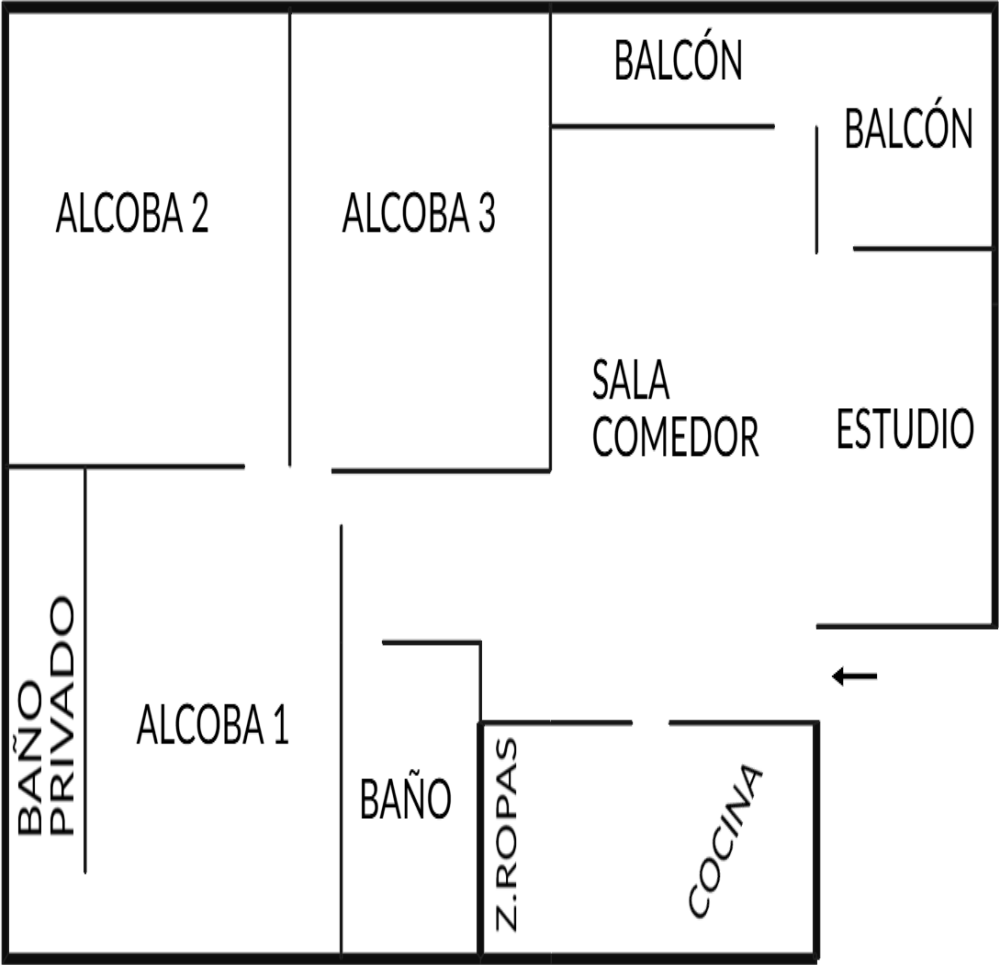 BALCÓN
BALCÓN
ALCOBA 2
ALCOBA 3
SALA
COMEDOR
ESTUDIO
BAÑO
PRIVADO
ALCOBA 1
BAÑO
Z.ROPAS
COCINA